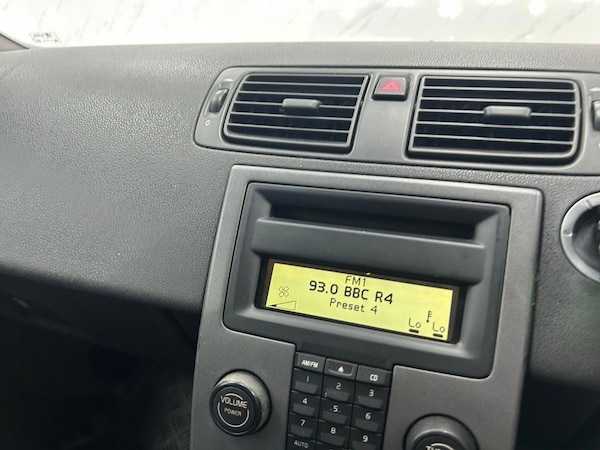 FM1
93.0 BBC R4
Preset 4
Lo Lo
AM/FM
CD
1 2 3
4 5 6
7 8 9
AUTO
VOLUME
POWER